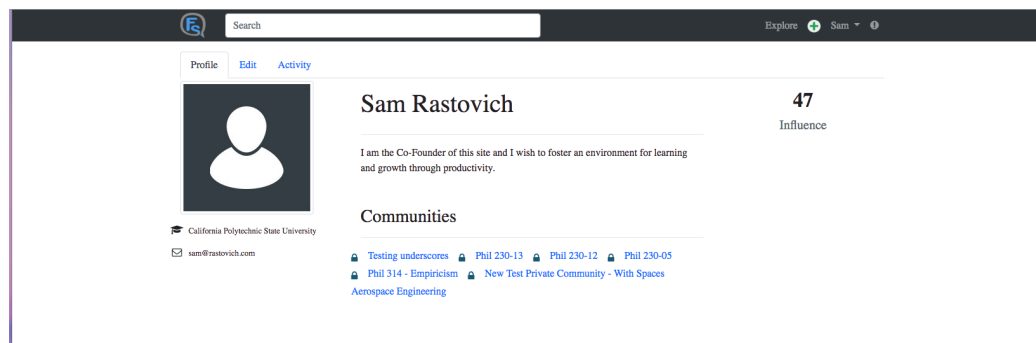 FS
Search
Explore
Sam
Profile
Edit
Activity
Sam Rastovich
47
Influence
I am the Co-Founder of this site and I wish to foster an environment for learning
and growth through productivity.
Communities
California Polytechnic State University
sam@rastovich.com
Testing underscores Phil 230-13 Phil 230-12 Phil 230-05
Phil 314 - Empiricism New Test Private Community - With Spaces
Aerospace Engineering